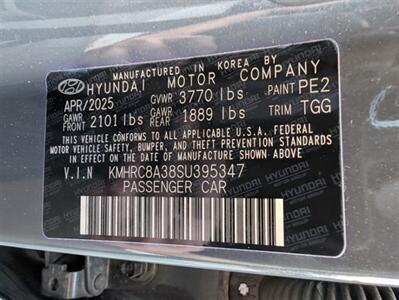 MANUFACTURED IN KOREA BY
HYUNDAI MOTOR COMPANY
APR/2025 GVWR 3770 lbs PAINT PE2
GAWR FRONT 2101 lbs GAWR REAR 1889 lbs TRIM TGG
THIS VEHICLE CONFORMS TO ALL APPLICABLE U.S. FEDERAL
MOTOR VEHICLE SAFETY, BUMPER, AND THEFT PREVENTION STANDARDS
IN EFFECT ON THE DATE OF MANUFACTURE SHOWN ABOVE.
V.I.N KMHRC8A38SU395347
PASSENGER CAR